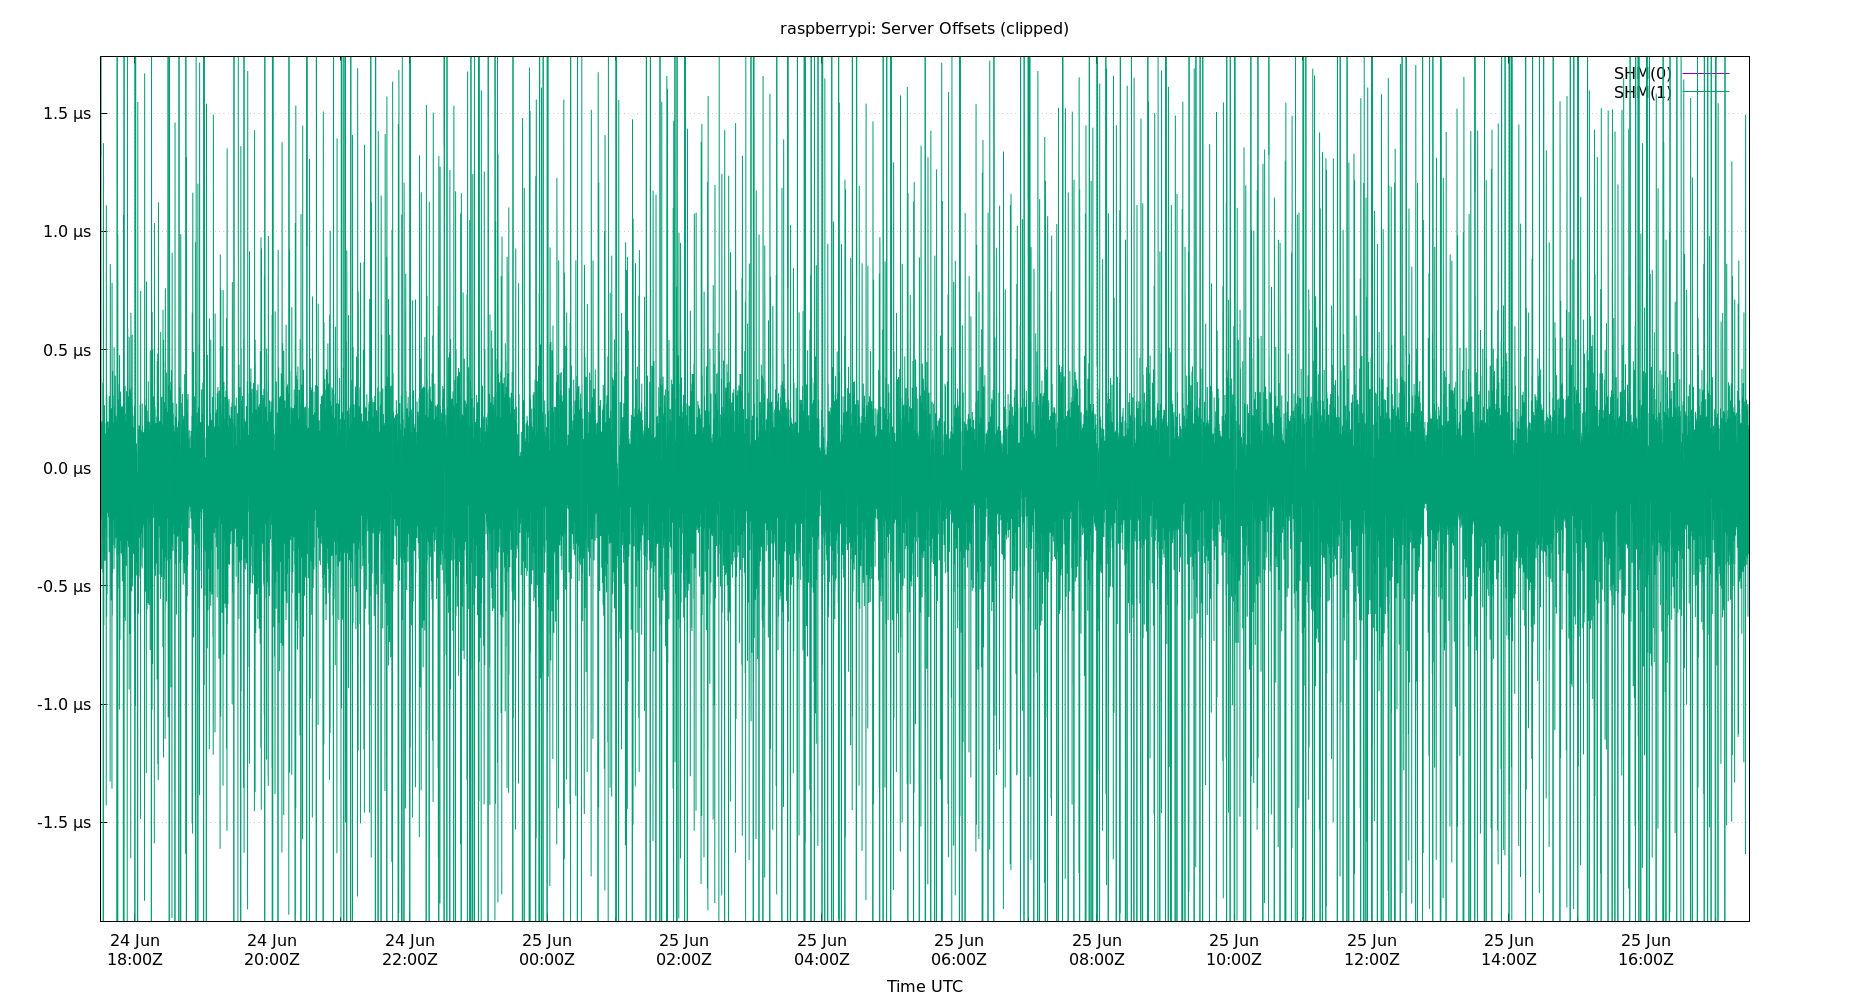 raspberrypi: Server Offsets (clipped)
SHM(0)
SHM(1)
1.5 μs
1.0 μs
0.5 μs
0.0 μs
-0.5 μs
-1.0 μs
-1.5 μs
24 Jun 24 Jun 24 Jun 25 Jun 25 Jun 25 Jun 25 Jun 25 Jun 25 Jun 25 Jun 25 Jun 25 Jun
18:00Z 20:00Z 22:00Z 00:00Z 02:00Z 04:00Z 06:00Z 08:00Z 10:00Z 12:00Z 14:00Z 16:00Z
Time UTC